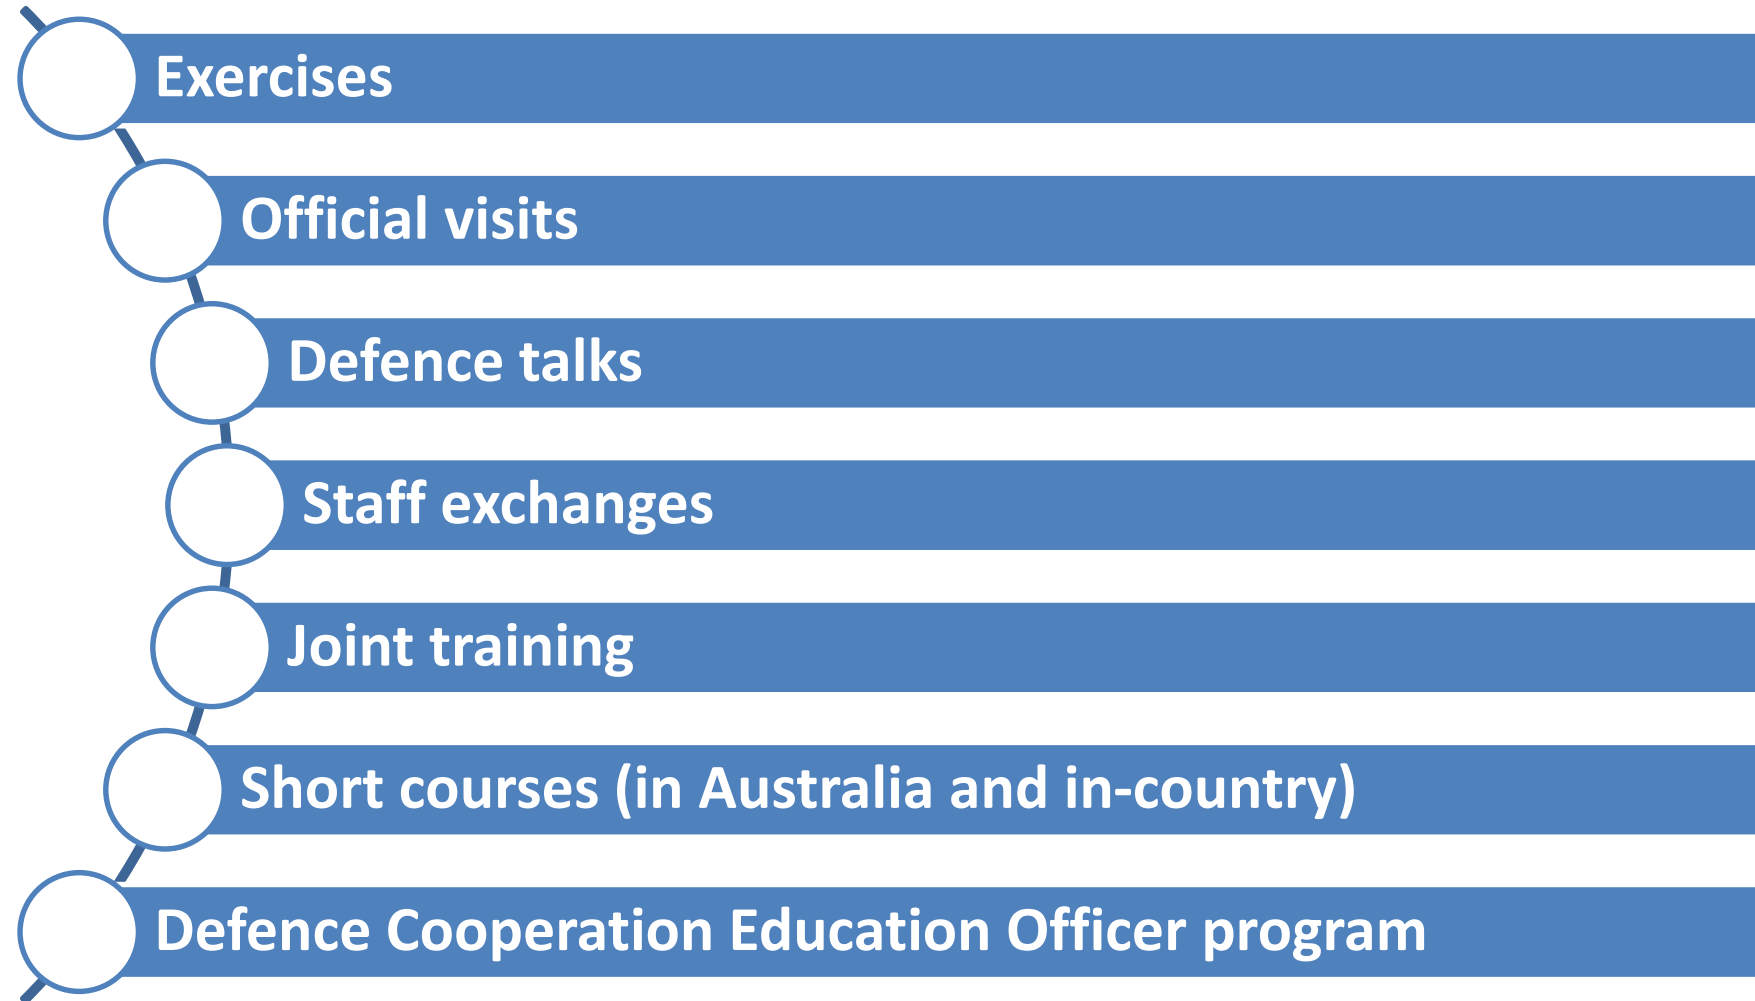 Exercises
Official visits
Defence talks
Staff exchanges
Joint training
Short courses (in Australia and in-country)
Defence Cooperation Education Officer program